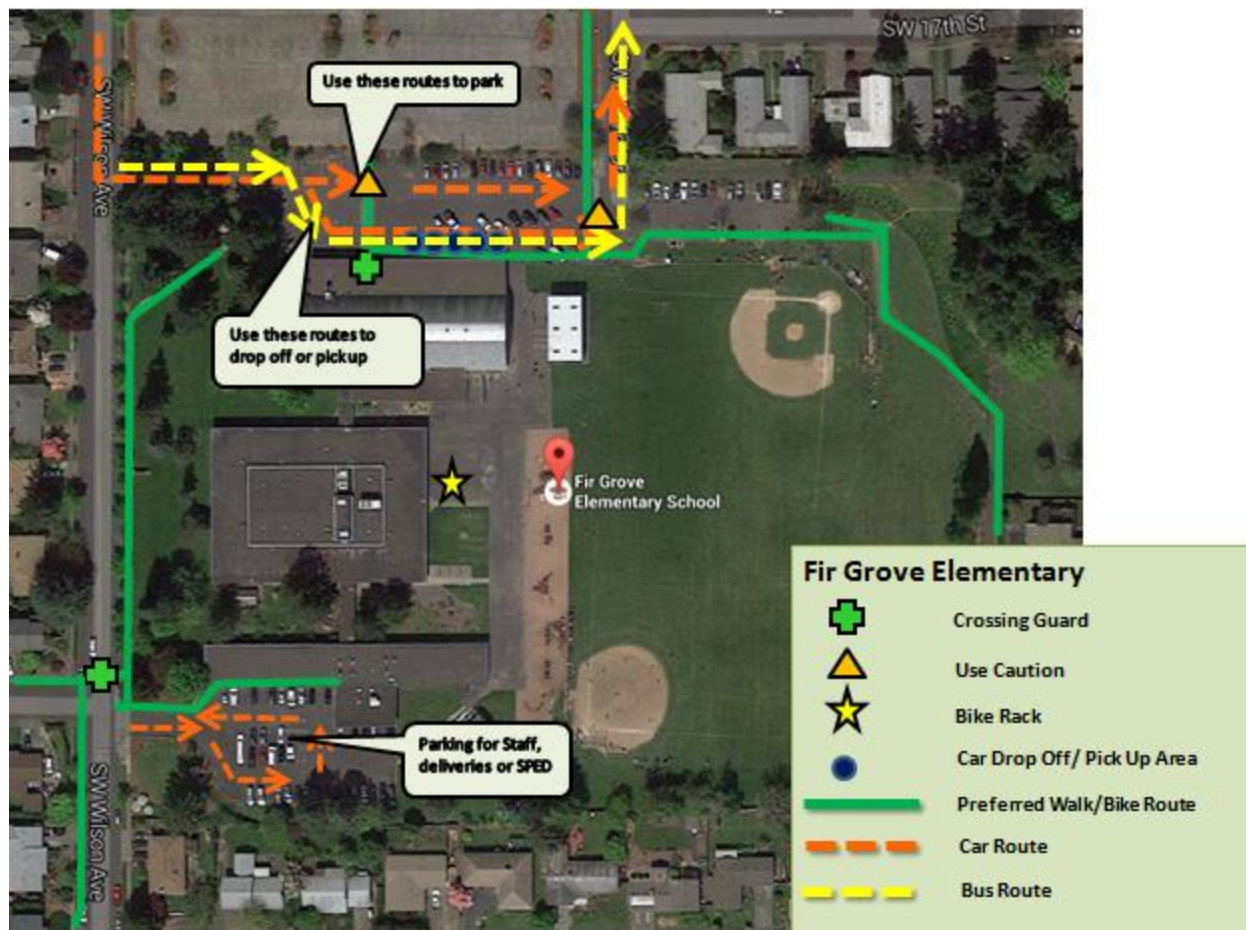 SW 17th St
Use these routes to park
SW Wilson Ave
SW
Use these routes to
drop off or pickup
Fir Grove
Elementary School
Parking for Staff,
deliveries or SPED
SW Wilson Ave
Fir Grove Elementary
Crossing Guard
Use Caution
Bike Rack
Car Drop Off/ Pick Up Area
Preferred Walk/Bike Route
Car Route
Bus Route